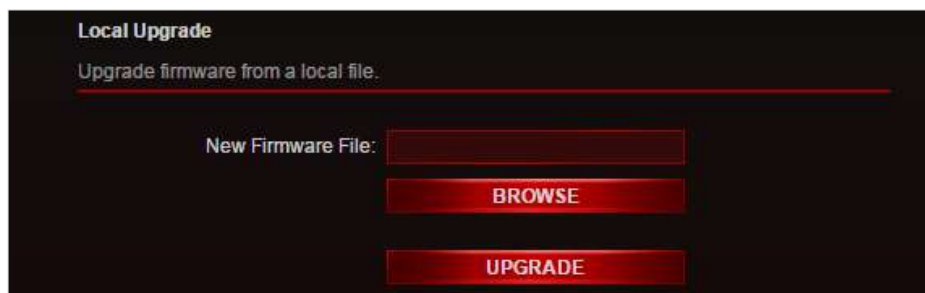 Local Upgrade
Upgrade firmware from a local file.
New Firmware File:
BROWSE
UPGRADE